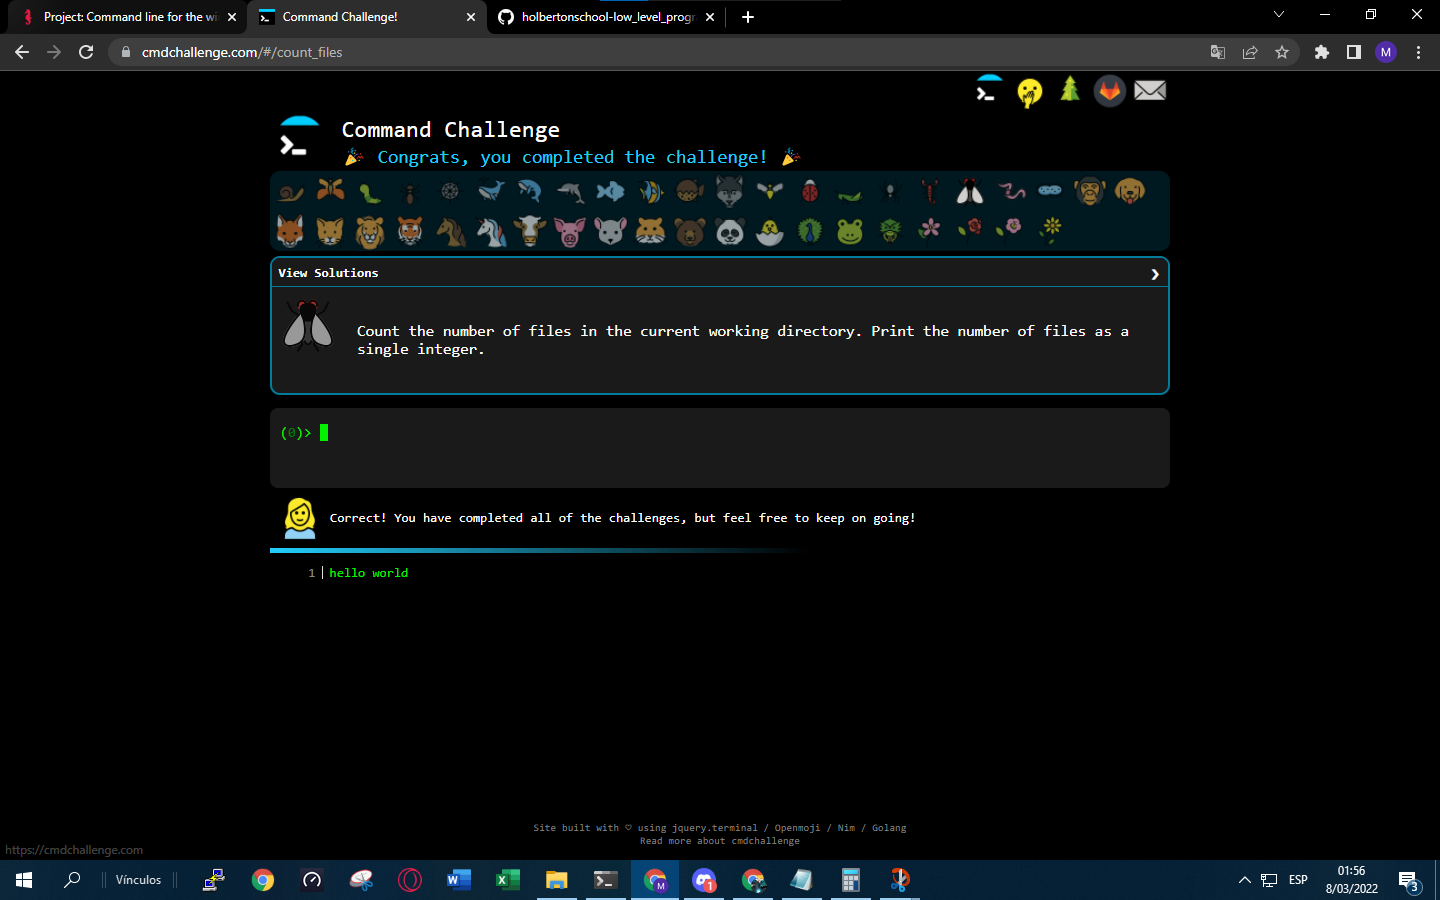 Project: Command line for the wi
Command Challenge!
holbertonschool-low_level_progr
cmdchallenge.com/#/count_files
M
Command Challenge
Congrats, you completed the challenge!
View Solutions
Count the number of files in the current working directory. Print the number of files as a
single integer.
(0)>
Correct! You have completed all of the challenges, but feel free to keep on going!
1 hello world
Site built with ♡ using jquery.terminal / Openmoji / Nim / Golang
Read more about cmdchallenge
https://cmdchallenge.com
Vínculos
W
X
M
1
ESP
01:56
8/03/2022
3